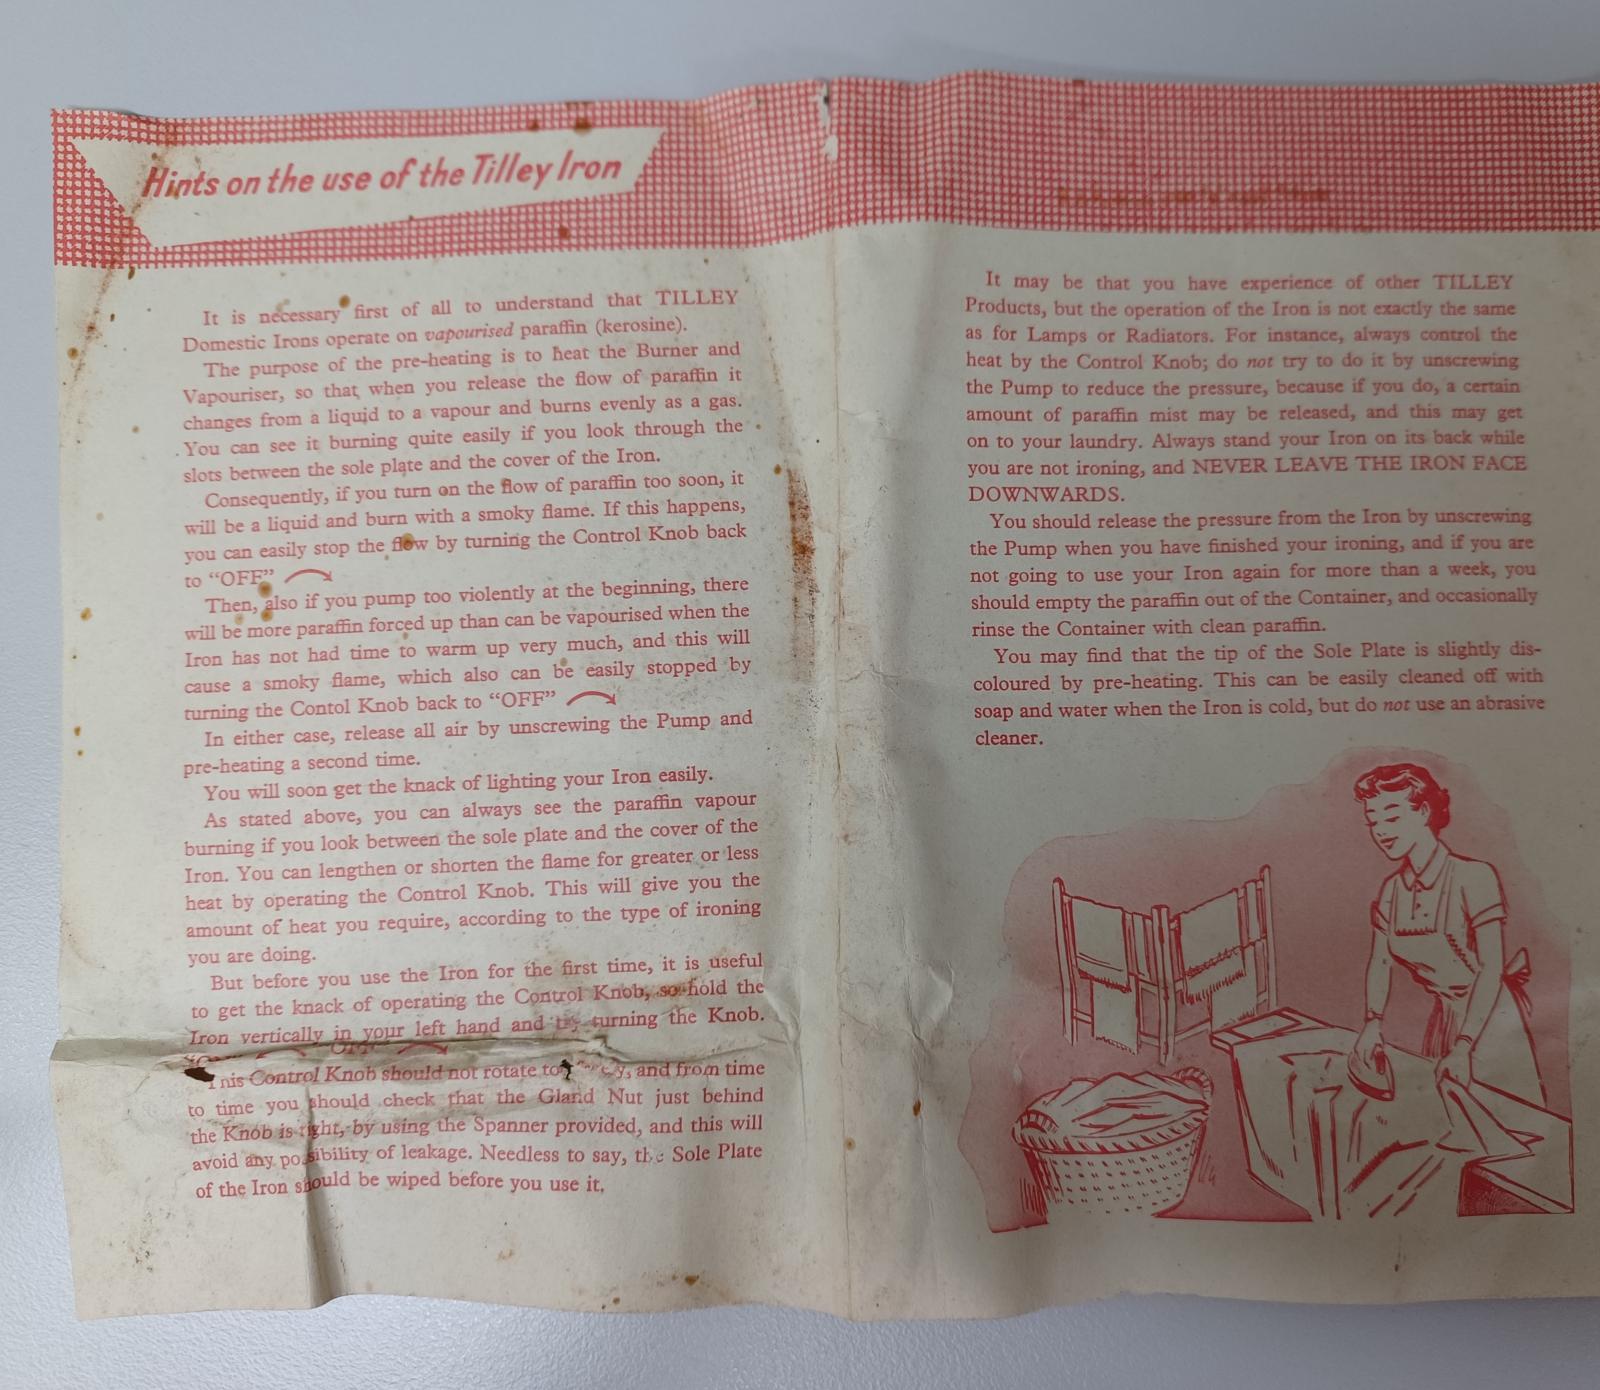 Hints on the use of the Tilley Iron
It is necessary first of all to understand that TILLEY
Domestic Irons operate on vapourised paraffin (kerosine).
The purpose of the pre-heating is to heat the Burner and
Vapouriser, so that when you release the flow of paraffin it
changes from a liquid to a vapour and burns evenly as a gas.
You can see it burning quite easily if you look through the
slots between the sole plate and the cover of the Iron.
Consequently, if you turn on the flow of paraffin too soon, it
will be a liquid and burn with a smoky flame. If this happens,
you can easily stop the flow by turning the Control Knob back
to “OFF”
Then, also if you pump too violently at the beginning, there
will be more paraffin forced up than can be vapourised when the
Iron has not had time to warm up very much, and this will
cause a smoky flame, which also can be easily stopped by
turning the Contol Knob back to “OFF”
In either case, release all air by unscrewing the Pump and
pre-heating a second time.
You will soon get the knack of lighting your Iron easily.
As stated above, you can always see the paraffin vapour
burning if you look between the sole plate and the cover of the
Iron. You can lengthen or shorten the flame for greater or less
heat by operating the Control Knob. This will give you the
amount of heat you require, according to the type of ironing
you are doing.
But before you use the Iron for the first time, it is useful
to get the knack of operating the Control Knob, so hold the
Iron vertically in your left hand and try turning the Knob.
This Control Knob should not rotate too and from time
to time you should check that the Gland Nut just behind
the Knob is tight, by using the Spanner provided, and this will
avoid any possibility of leakage. Needless to say, the Sole Plate
of the Iron should be wiped before you use it.
It may be that you have experience of other TILLEY
Products, but the operation of the Iron is not exactly the same
as for Lamps or Radiators. For instance, always control the
heat by the Control Knob; do not try to do it by unscrewing
the Pump to reduce the pressure, because if you do, a certain
amount of paraffin mist may be released, and this may get
on to your laundry. Always stand your Iron on its back while
you are not ironing, and NEVER LEAVE THE IRON FACE
DOWNWARDS.
You should release the pressure from the Iron by unscrewing
the Pump when you have finished your ironing, and if you are
not going to use your Iron again for more than a week, you
should empty the paraffin out of the Container, and occasionally
rinse the Container with clean paraffin.
You may find that the tip of the Sole Plate is slightly dis-
coloured by pre-heating. This can be easily cleaned off with
soap and water when the Iron is cold, but do not use an abrasive
cleaner.